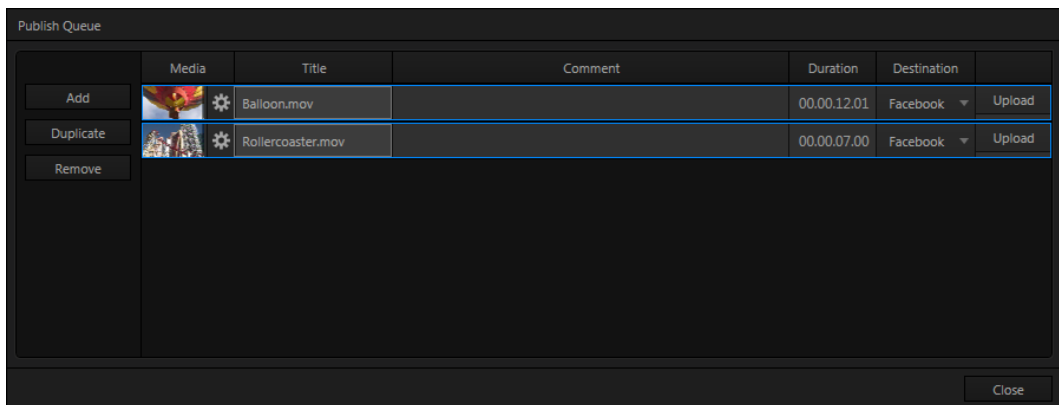 Publish Queue
Media Title Comment Duration Destination
Add
Duplicate
Remove
Balloon.mov 00.00.12.01 Facebook Upload
Rollercoaster.mov 00.00.07.00 Facebook Upload
Close